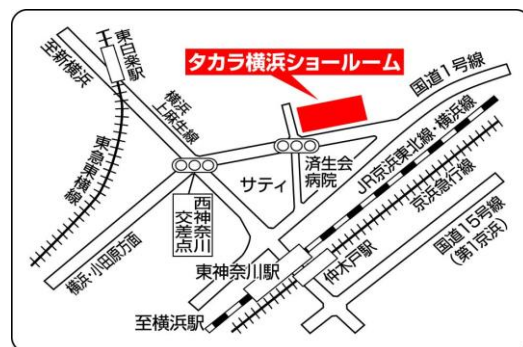 東白楽駅
至新横浜
横浜
上麻生線
タカラ横浜ショールーム
国道1号線
東急東横線
サティ
済生会
病院
JR京浜東北線・横浜線
京浜急行線
西神奈川
交差点
横浜・小田原方面
東神奈川駅
仲木戸駅
国道15号線
(第1京浜)
至横浜駅